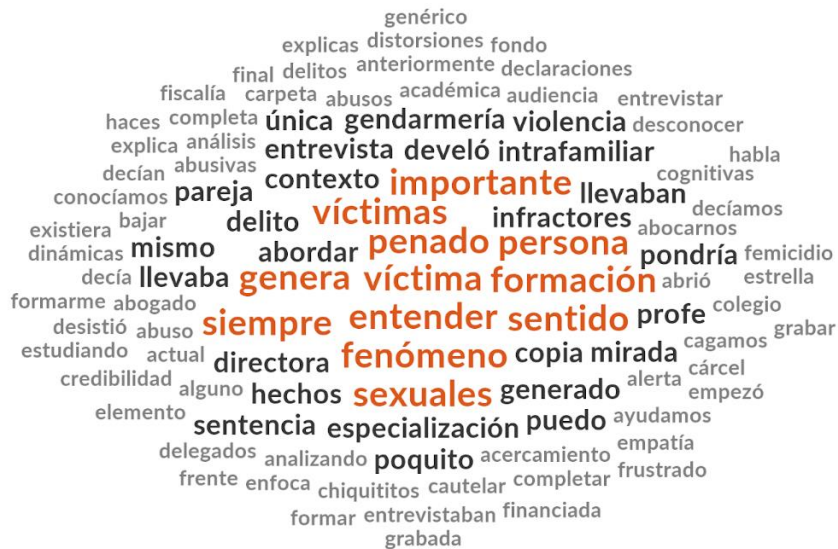 genérico
explicas distorsiones fondo
final delitos anteriormente declaraciones
fiscalía carpeta abusos académica audiencia entrevistar
haces completa única gendarmería violencia desconocer
explica análisis entrevista develó intrafamiliar habla
decían abusivas contexto importante llevaban cognitivas
conocíamos pareja víctimas infractores decíamos
existiera bajar delito penado persona abocarnos
dinámicas mismo abordar pondría femicidio
decía llevaba genera víctima formación abrió estrella
formarme abogado siempre entender sentido profe colegio
desistió abuso fenómeno copia mirada cagamos grabar
estudiando actual directora cárcel
credibilidad alguno hechos sexuales generado alerta empezó
elemento sentencia especialización puedo ayudamos
delegados analizando poquito acercamiento empatía
frente enfoca chiquititos cautelar completar frustrado
formar entrevistaban financiada
grabada